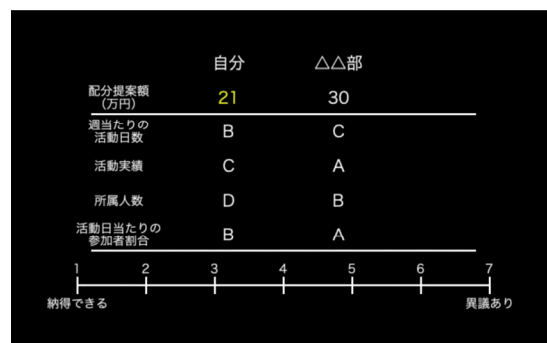 自分 △△部
配分提案額
(万円) 21 30
週当たりの
活動日数 B C
活動実績 C A
所属人数 D B
活動日当たりの
参加者割合 B A
1 2 3 4 5 6 7
納得できる 異議あり